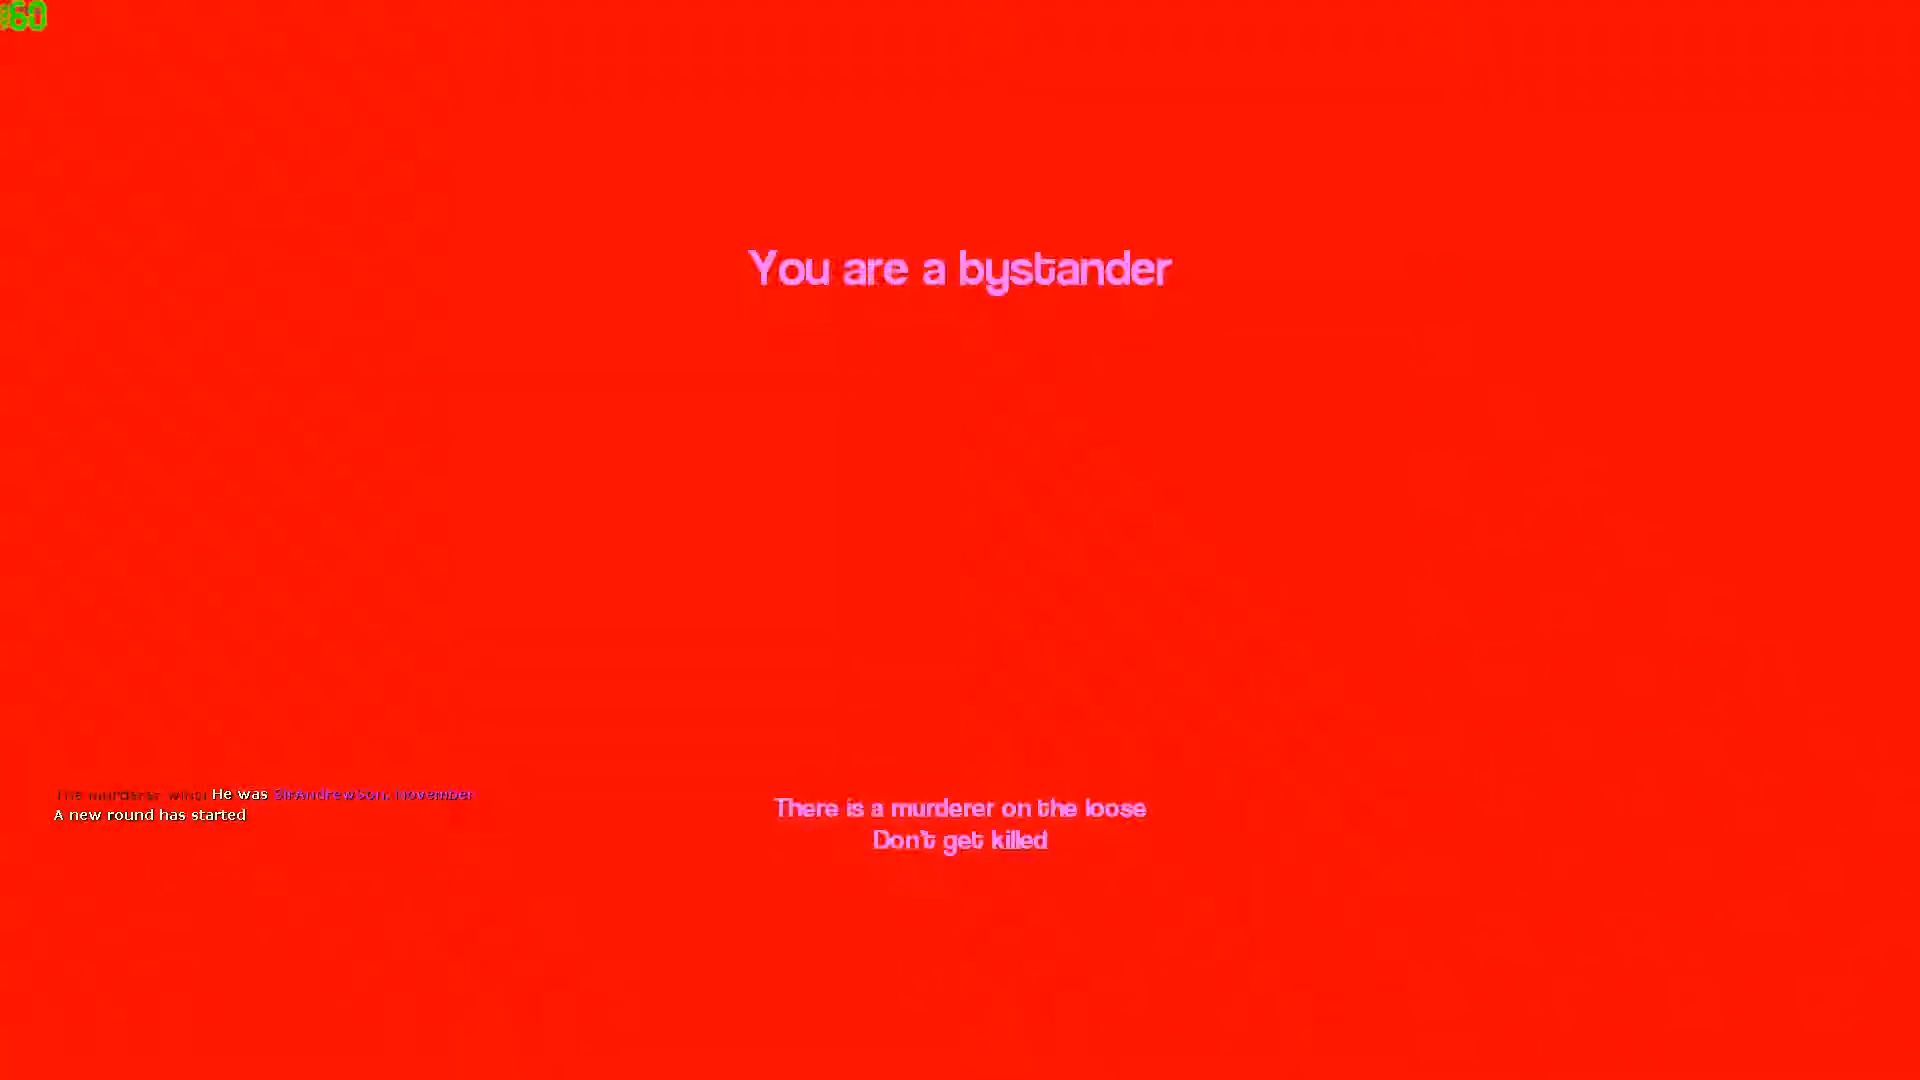 60
You are a bystander
The murderer wins! He was SirAndrewSon, November
A new round has started
There is a murderer on the loose
Don't get killed